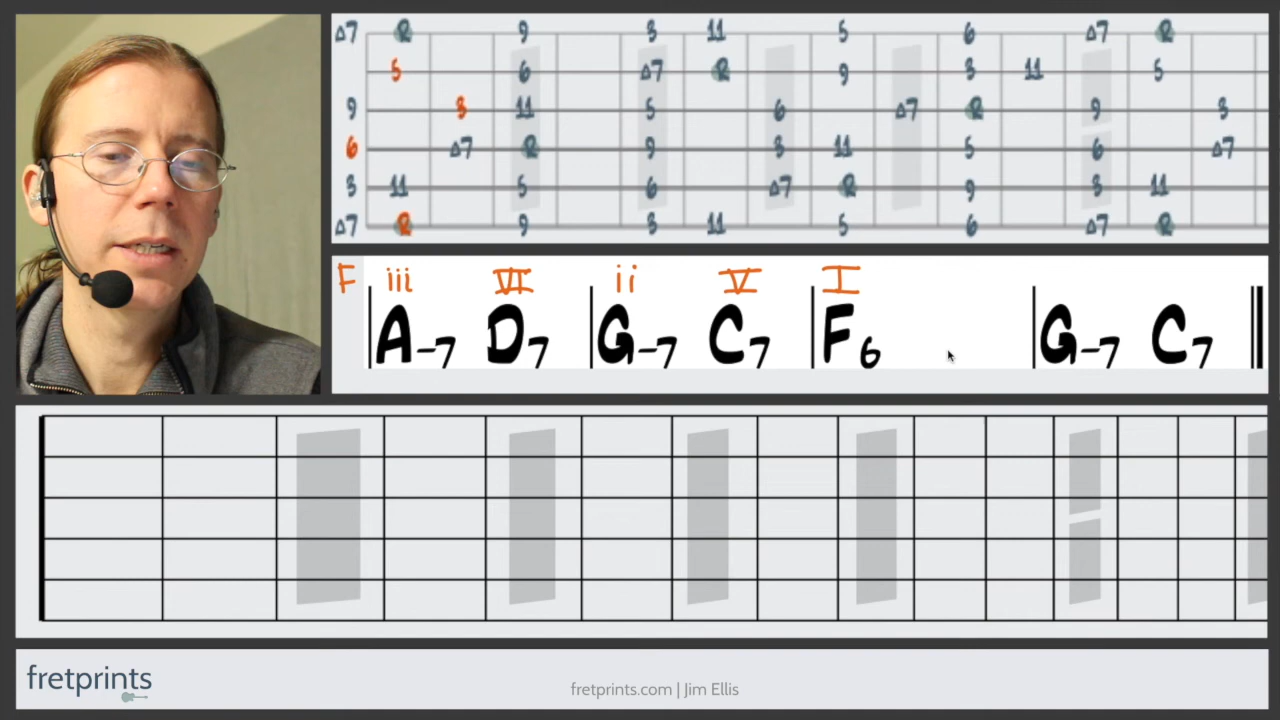 Δ7 R 9 3 11 5 6 Δ7 R
5 6 Δ7 R 9 3 11 5
9 3 11 5 6 Δ7 R 9 3
6 Δ7 R 9 3 11 5 6 Δ7
3 11 5 6 Δ7 R 9 3 11
Δ7 R 9 3 11 5 6 Δ7 R
F iii VI ii V I
A-7 D7 G-7 C7 F6 G-7 C7
fretprints
fretprints.com | Jim Ellis